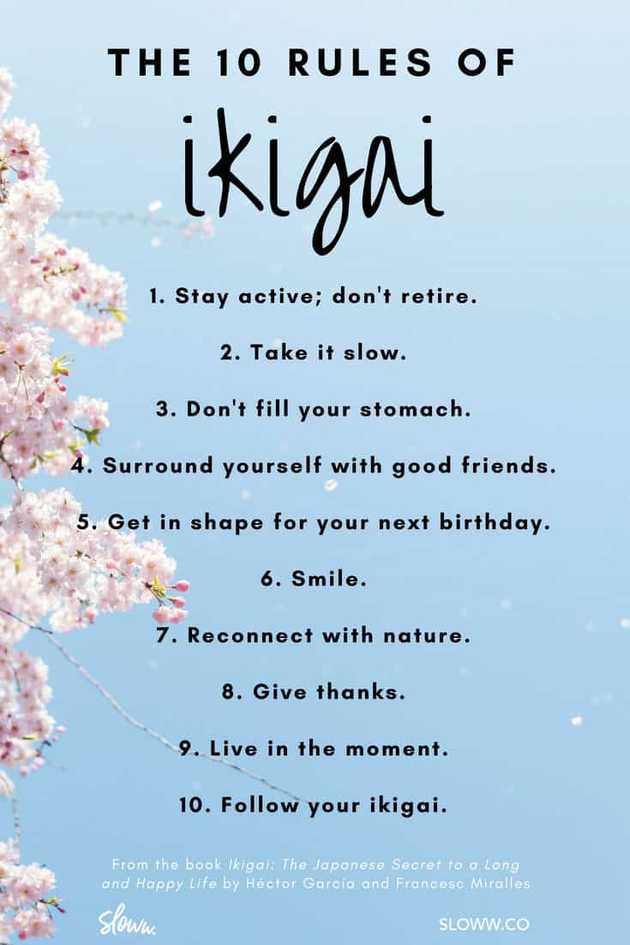 THE 10 RULES OF
ikigai
1. Stay active; don't retire.
2. Take it slow.
3. Don't fill your stomach.
4. Surround yourself with good friends.
5. Get in shape for your next birthday.
6. Smile.
7. Reconnect with nature.
8. Give thanks.
9. Live in the moment.
10. Follow your ikigai.
From the book Ikigai: The Japanese Secret to a Long
and Happy Life by Héctor García and Francesc Miralles
sloww.
SLOWW.CO